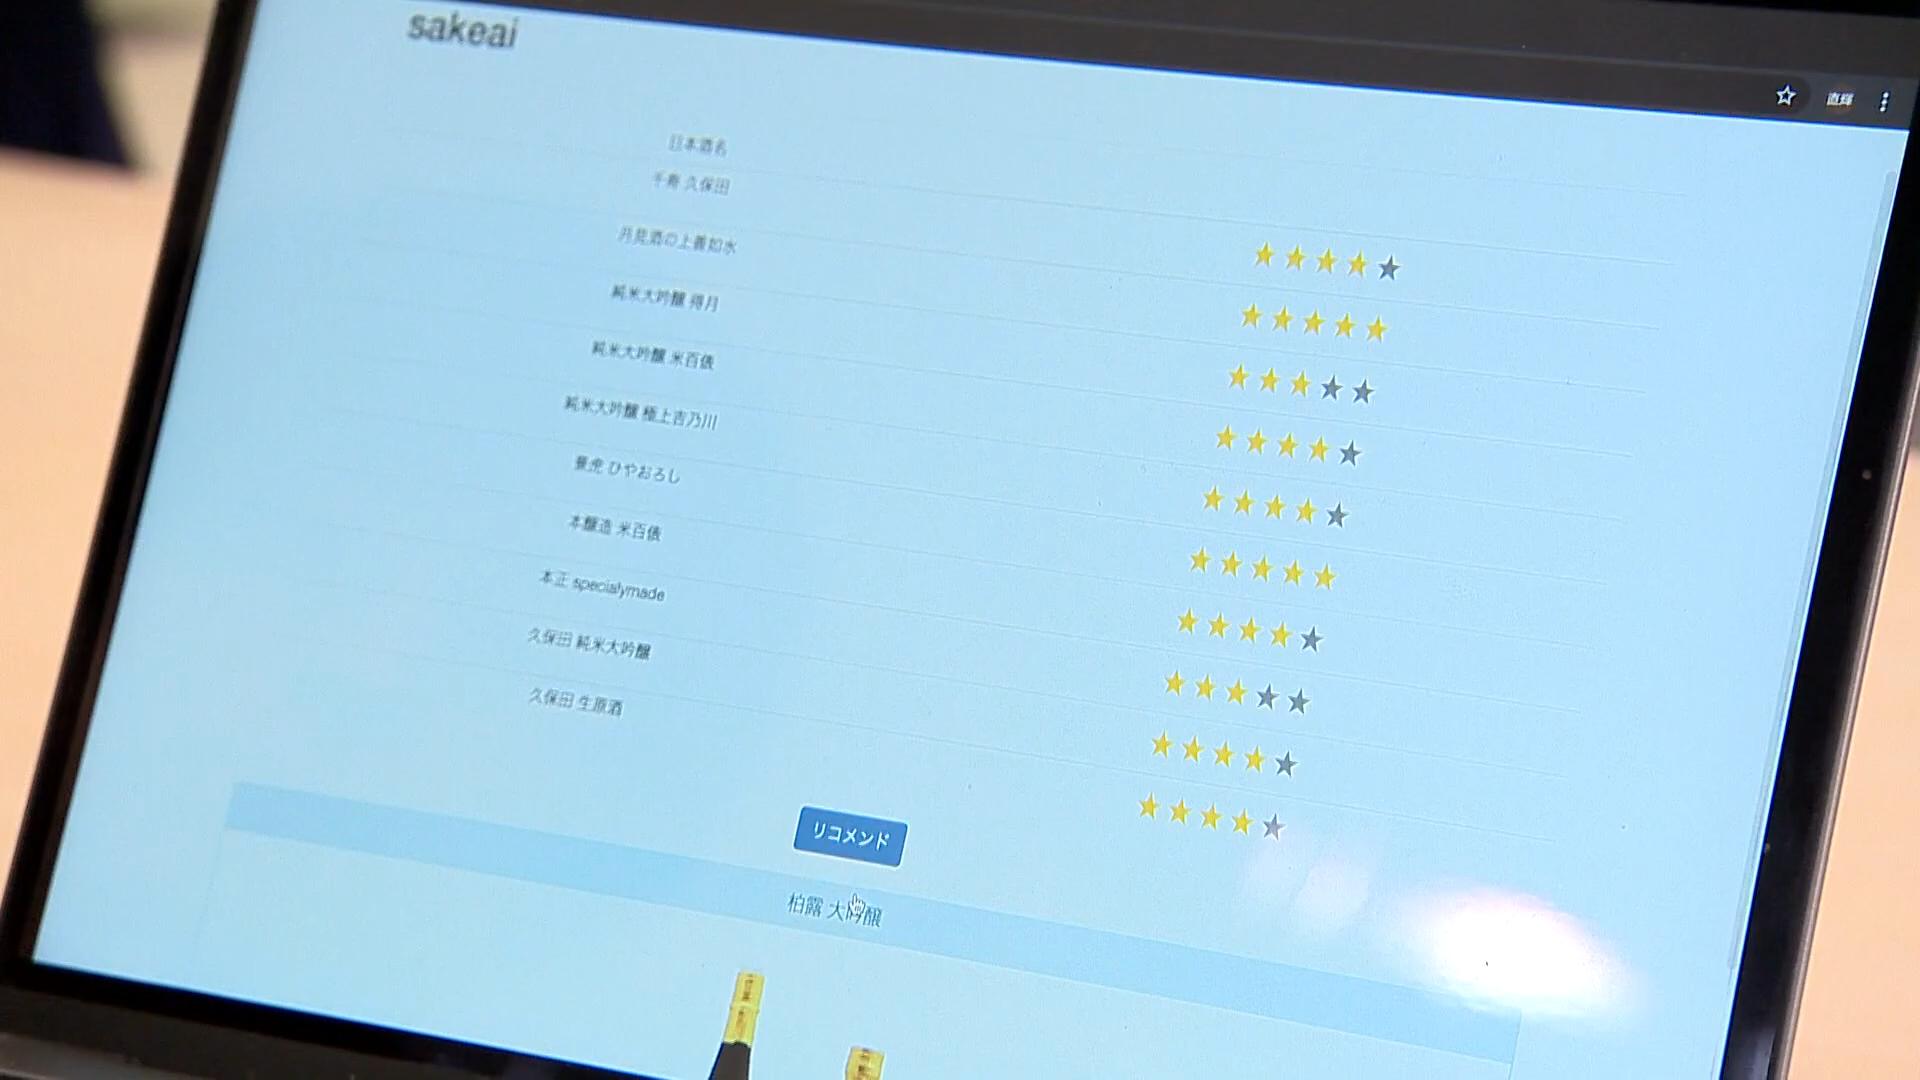 sakeai
直輝
日本酒名
千寿 久保田
月見酒の上善如水
純米大吟醸 得月
純米大吟醸 米百俵
純米大吟醸 極上吉乃川
景虎 ひやおろし
本醸造 米百俵
本正 specialymade
久保田 純米大吟醸
久保田 生原酒
リコメンド
柏露 大吟醸